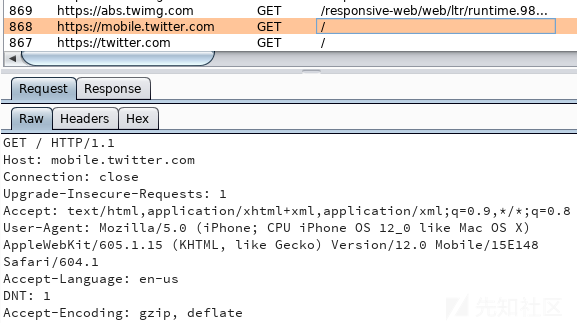 869 https://abs.twimg.com GET /responsive-web/web/ltr/runtime.98...
868 https://mobile.twitter.com GET /
867 https://twitter.com GET /
Request Response
Raw Headers Hex
GET / HTTP/1.1
Host: mobile.twitter.com
Connection: close
Upgrade-Insecure-Requests: 1
Accept: text/html,application/xhtml+xml,application/xml;q=0.9,*/*;q=0.8
User-Agent: Mozilla/5.0 (iPhone; CPU iPhone OS 12_0 like Mac OS X)
AppleWebKit/605.1.15 (KHTML, like Gecko) Version/12.0 Mobile/15E148
Safari/604.1
Accept-Language: en-us
DNT: 1
Accept-Encoding: gzip, deflate
先知社区